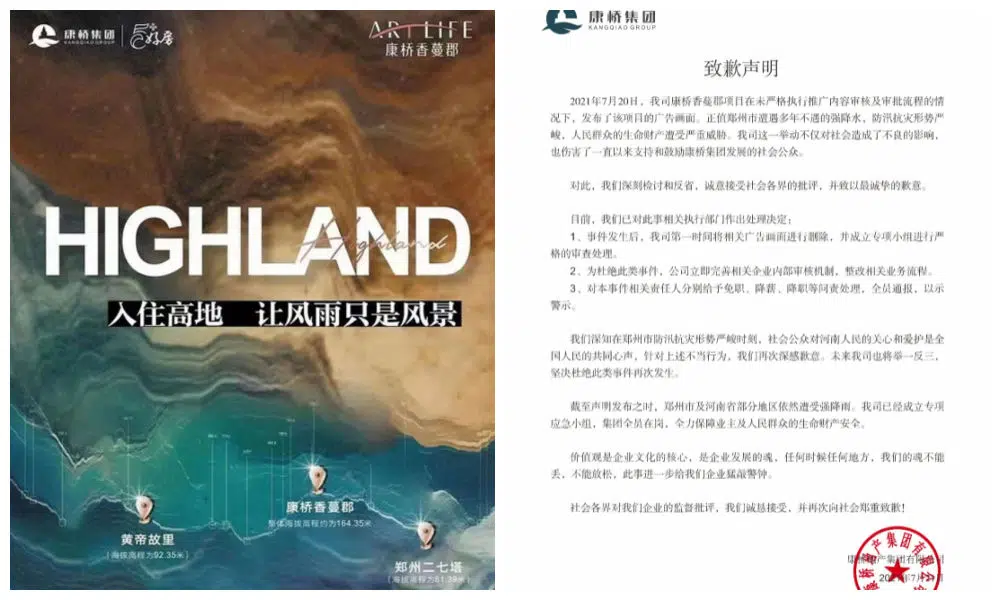 康桥集团
KANGQIAO GROUP
ART LIFE
康桥香蔓郡
HIGHLAND
Highland
入住高地 让风雨只是风景
康桥香蔓郡
整体海拔高程约为164.35米
黄帝故里
(海拔高程为92.35米)
郑州二七塔
康桥集团
KANGQIAO GROUP
致歉声明
2021年7月20日，我司康桥香蔓郡项目在未严格执行推广内容审核及审批流程的情
况下，发布了该项目的广告画面。正值郑州市遭遇多年不遇的强降水，防汛抗灾形势严
峻，人民群众的生命财产遭受严重威胁。我司这一举动不仅对社会造成了不良的影响，
也伤害了一直以来支持和鼓励康桥集团发展的社会公众。
对此，我们深刻检讨和反省，诚意接受社会各界的批评，并致以最诚挚的歉意。
目前，我们已对此事相关执行部门作出处理决定：
1、事件发生后，我司第一时间将相关广告画面进行删除，并成立专项小组进行严
格的审查处理。
2、为杜绝此类事件，公司立即完善相关企业内部审核机制，整改相关业务流程。
3、对本事件相关责任人分别给予免职、降薪、降职等问责处理，全员通报，以示
警示。
我们深知在郑州市防汛抗灾形势严峻时刻，社会公众对河南人民的关心和爱护是全
国人民的共同心声，针对上述不当行为，我们再次深感歉意。未来我司也将举一反三，
坚决杜绝此类事件再次发生。
截至声明发布之时，郑州市及河南省部分地区依然遭受强降雨。我司已经成立专项
应急小组，集团全员在岗，全力保障业主及人民群众的生命财产安全。
价值观是企业文化的核心，是企业发展的魂，任何时候任何地方，我们的魂不能
丢，不能放松，此事进一步给我们企业猛敲警钟。
社会各界对我们企业的监督批评，我们诚恳接受，并再次向社会郑重致歉！